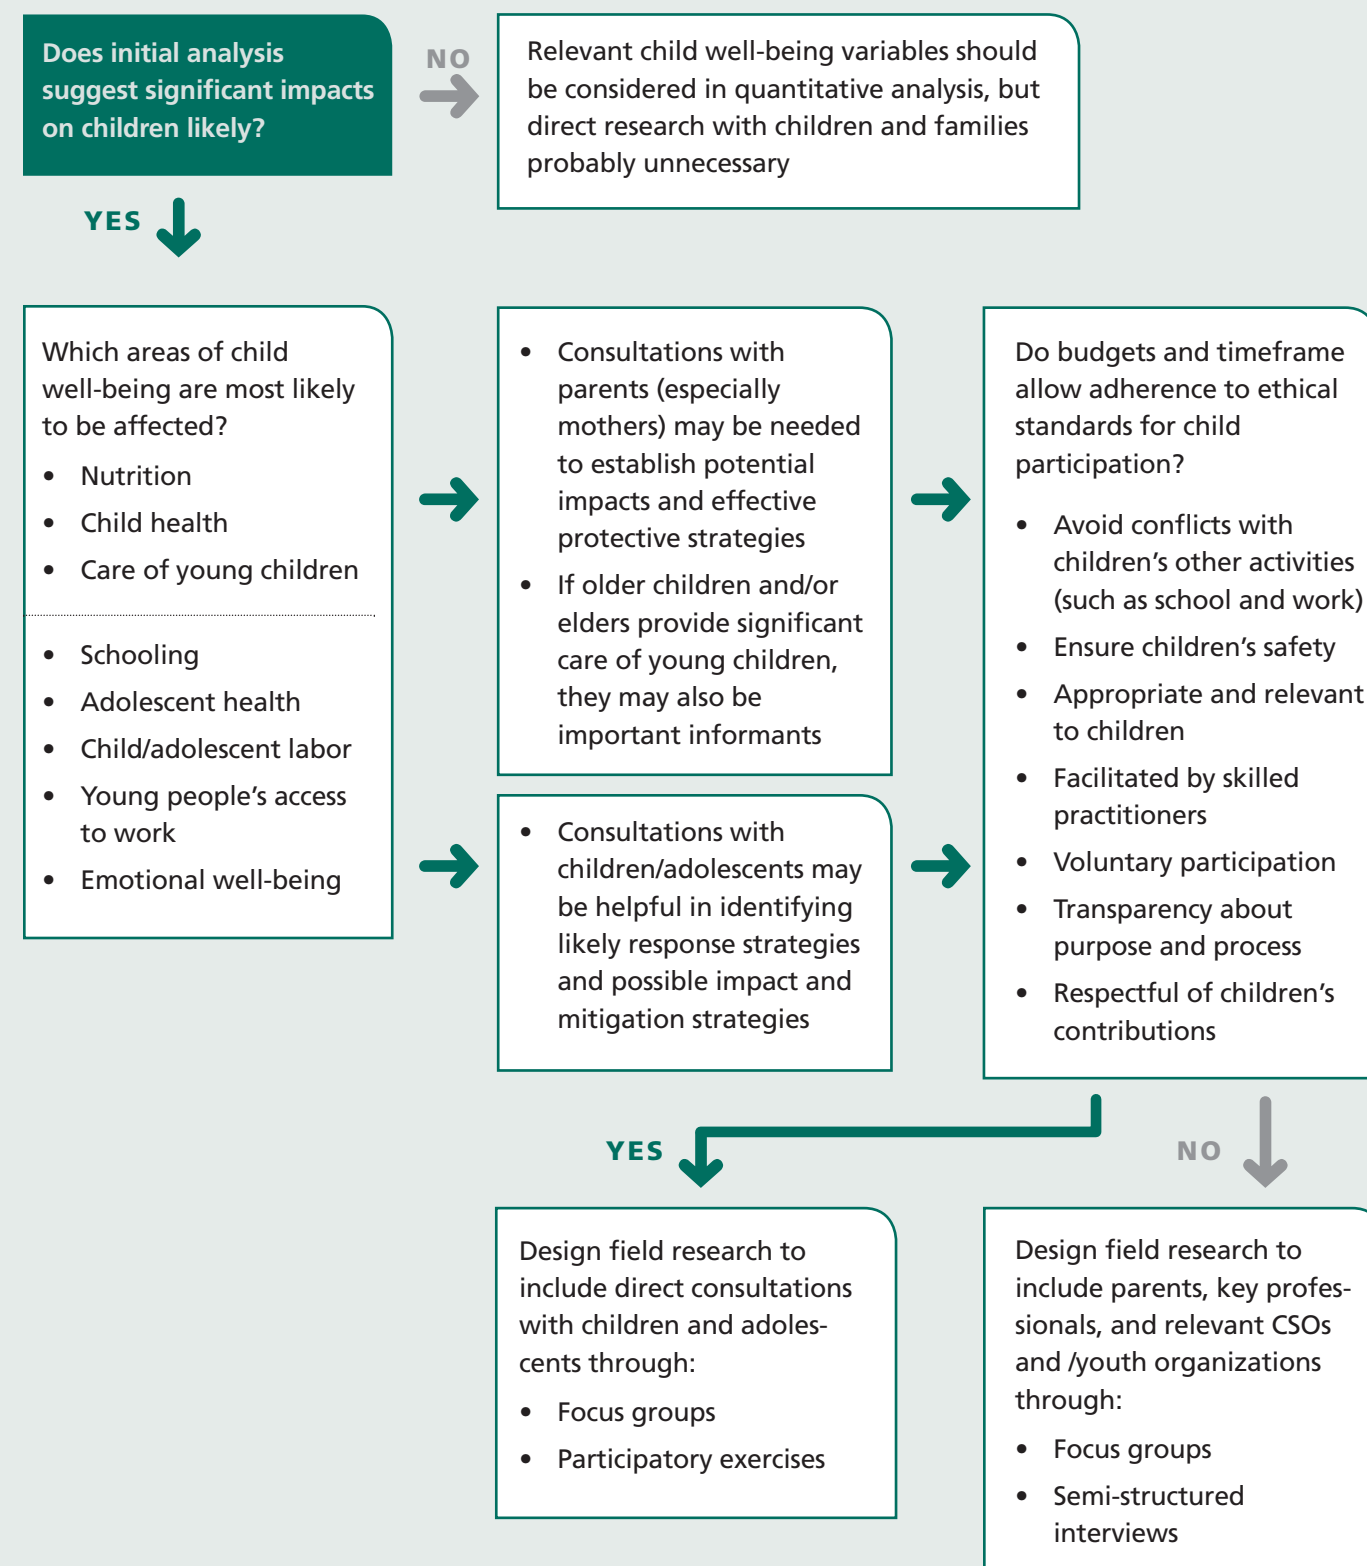 Does initial analysis
suggest significant impacts
on children likely?
NO
Relevant child well-being variables should
be considered in quantitative analysis, but
direct research with children and families
probably unnecessary
YES
Which areas of child
well-being are most likely
to be affected?
• Nutrition
• Child health
• Care of young children
• Schooling
• Adolescent health
• Child/adolescent labor
• Young people’s access
to work
• Emotional well-being
• Consultations with
parents (especially
mothers) may be needed
to establish potential
impacts and effective
protective strategies
• If older children and/or
elders provide significant
care of young children,
they may also be
important informants
• Consultations with
children/adolescents may
be helpful in identifying
likely response strategies
and possible impact and
mitigation strategies
Do budgets and timeframe
allow adherence to ethical
standards for child
participation?
• Avoid conflicts with
children’s other activities
(such as school and work)
• Ensure children’s safety
• Appropriate and relevant
to children
• Facilitated by skilled
practitioners
• Voluntary participation
• Transparency about
purpose and process
• Respectful of children’s
contributions
YES
NO
Design field research to
include direct consultations
with children and adoles-
cents through:
• Focus groups
• Participatory exercises
Design field research to
include parents, key profes-
sionals, and relevant CSOs
and /youth organizations
through:
• Focus groups
• Semi-structured
interviews